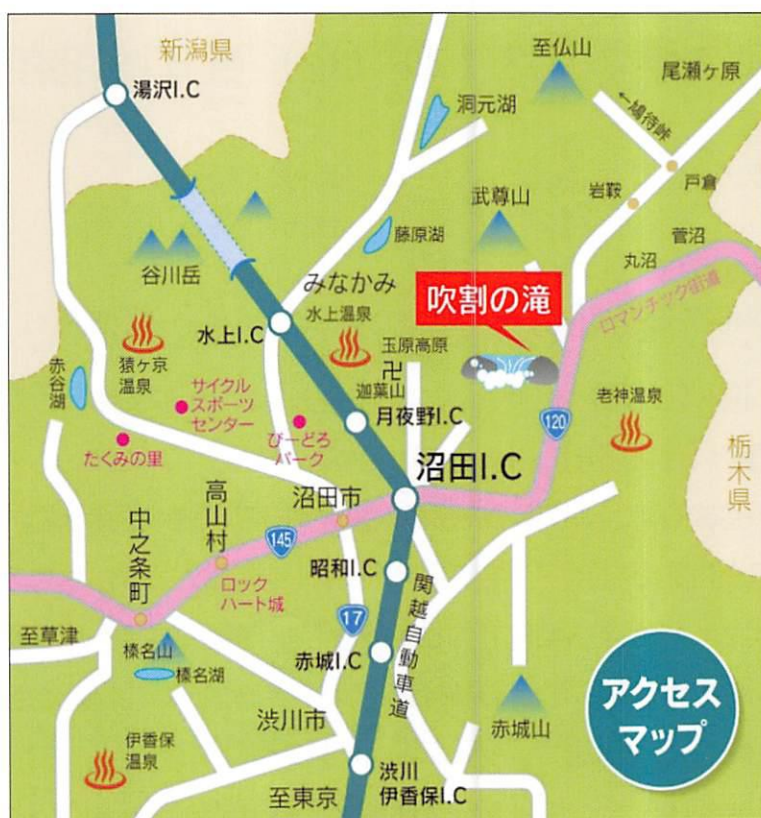 新潟県
湯沢I.C
至仏山
尾瀬ヶ原
洞元湖
←鳩待峠
戸倉
岩鞍
武尊山
菅沼
丸沼
藤原湖
谷川岳
みなかみ
吹割の滝
ロマンチック街道
水上I.C
水上温泉
玉原高原
卍
迦葉山
猿ヶ京
温泉
赤谷湖
サイクル
スポーツ
センター
びーどろ
パーク
月夜野I.C
120
老神温泉
たくみの里
沼田I.C
栃木県
沼田市
高山村
中之条町
145
昭和I.C
ロック
ハート城
17
関越自動車道
至草津
榛名山
榛名湖
赤城I.C
渋川市
赤城山
アクセス
マップ
伊香保
温泉
渋川
伊香保I.C
至東京